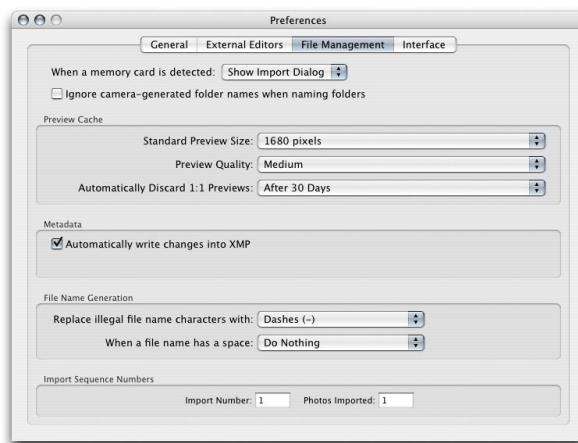 Preferences
General External Editors File Management Interface
When a memory card is detected: Show Import Dialog
Ignore camera-generated folder names when naming folders
Preview Cache
Standard Preview Size: 1680 pixels
Preview Quality: Medium
Automatically Discard 1:1 Previews: After 30 Days
Metadata
Automatically write changes into XMP
File Name Generation
Replace illegal file name characters with: Dashes (-)
When a file name has a space: Do Nothing
Import Sequence Numbers
Import Number: 1 Photos Imported: 1